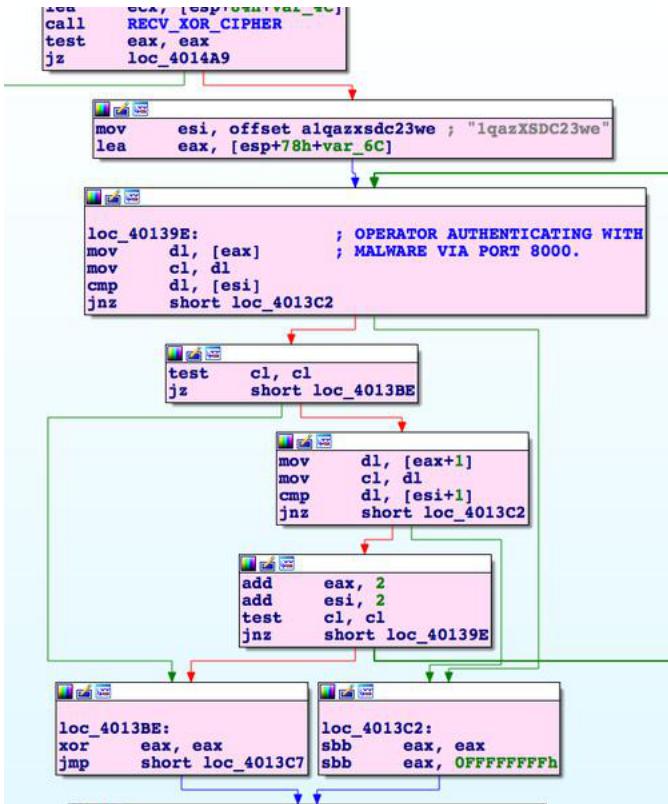 call RECV_XOR_CIPHER
test eax, eax
jz loc_4014A9
mov esi, offset a1qazxsdc23we ; "1qazXSDC23we"
lea eax, [esp+78h+var_6C]
loc_40139E: ; OPERATOR AUTHENTICATING WITH
mov dl, [eax] ; MALWARE VIA PORT 8000.
mov cl, dl
cmp dl, [esi]
jnz short loc_4013C2
test cl, cl
jz short loc_4013BE
mov dl, [eax+1]
mov cl, dl
cmp dl, [esi+1]
jnz short loc_4013C2
add eax, 2
add esi, 2
test cl, cl
jnz short loc_40139E
loc_4013BE:
xor eax, eax
jmp short loc_4013C7
loc_4013C2:
sbb eax, eax
sbb eax, 0FFFFFFFFh